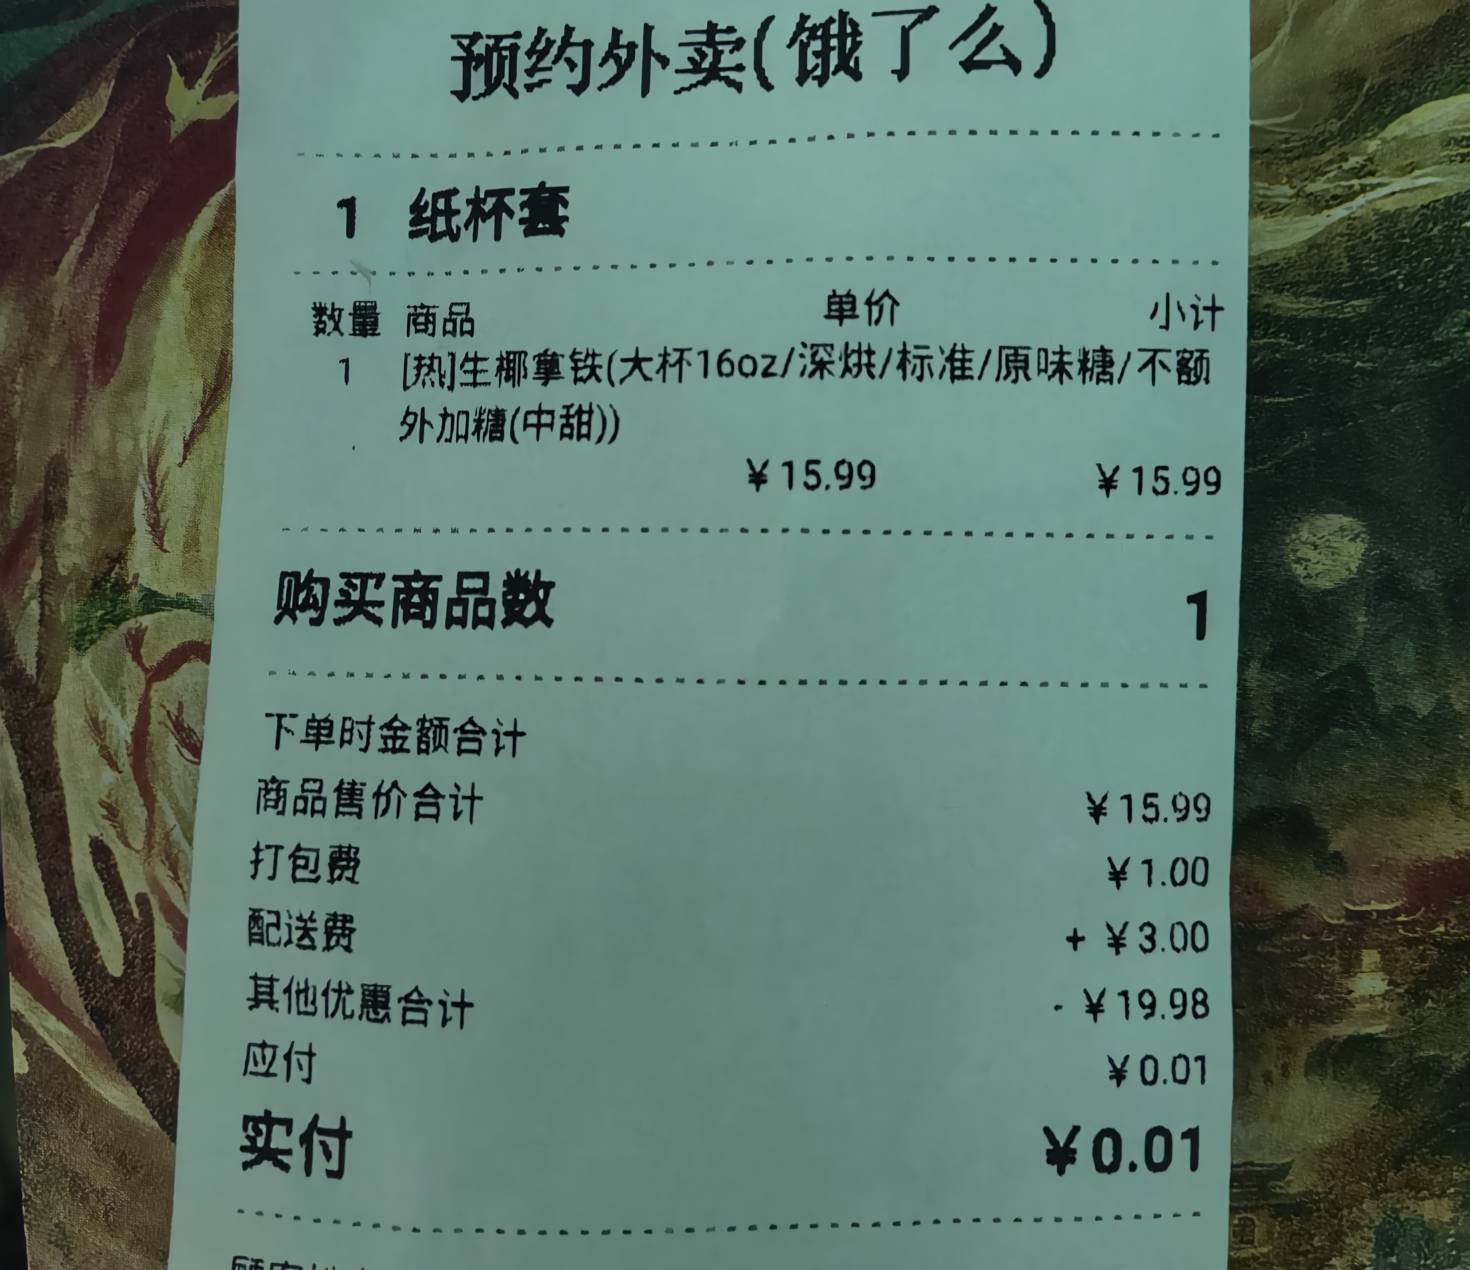 预约外卖(饿了么)
1 纸杯套
数量 商品 单价 小计
1 [热]生椰拿铁(大杯16oz/深烘/标准/原味糖/不额
外加糖(中甜))
¥15.99 ¥15.99
购买商品数 1
下单时金额合计
商品售价合计 ¥15.99
打包费 ¥1.00
配送费 + ¥3.00
其他优惠合计 - ¥19.98
应付 ¥0.01
实付 ¥0.01